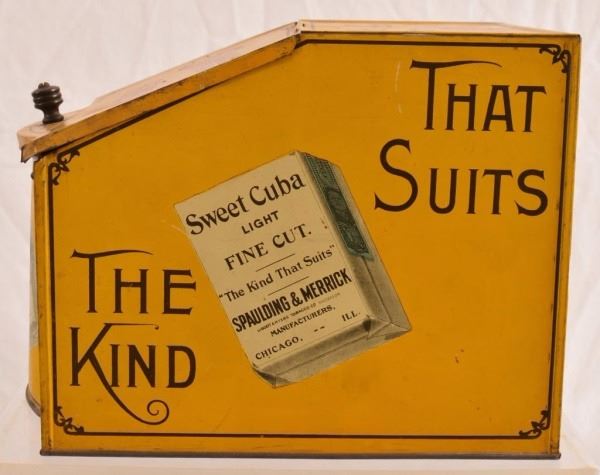 THE
KIND
THAT
SUITS
Sweet Cuba
LIGHT
FINE CUT.
"The Kind That Suits"
SPAULDING & MERRICK
MANUFACTURERS,
CHICAGO, -- ILL.